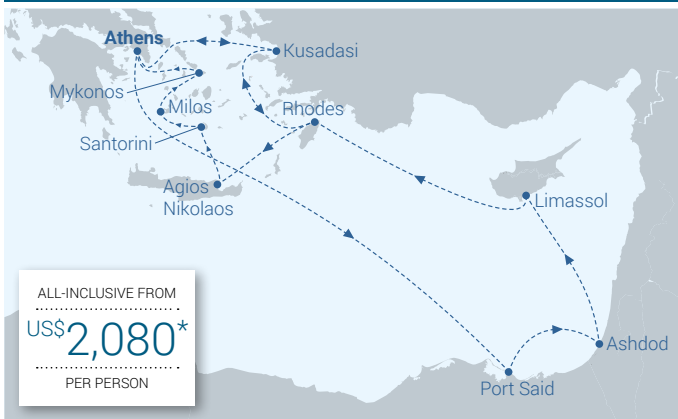 Athens
Kusadasi
Mykonos
Milos
Rhodes
Santorini
Agios
Nikolaos
Limassol
ALL-INCLUSIVE FROM
US$2,080*
PER PERSON
Ashdod
Port Said